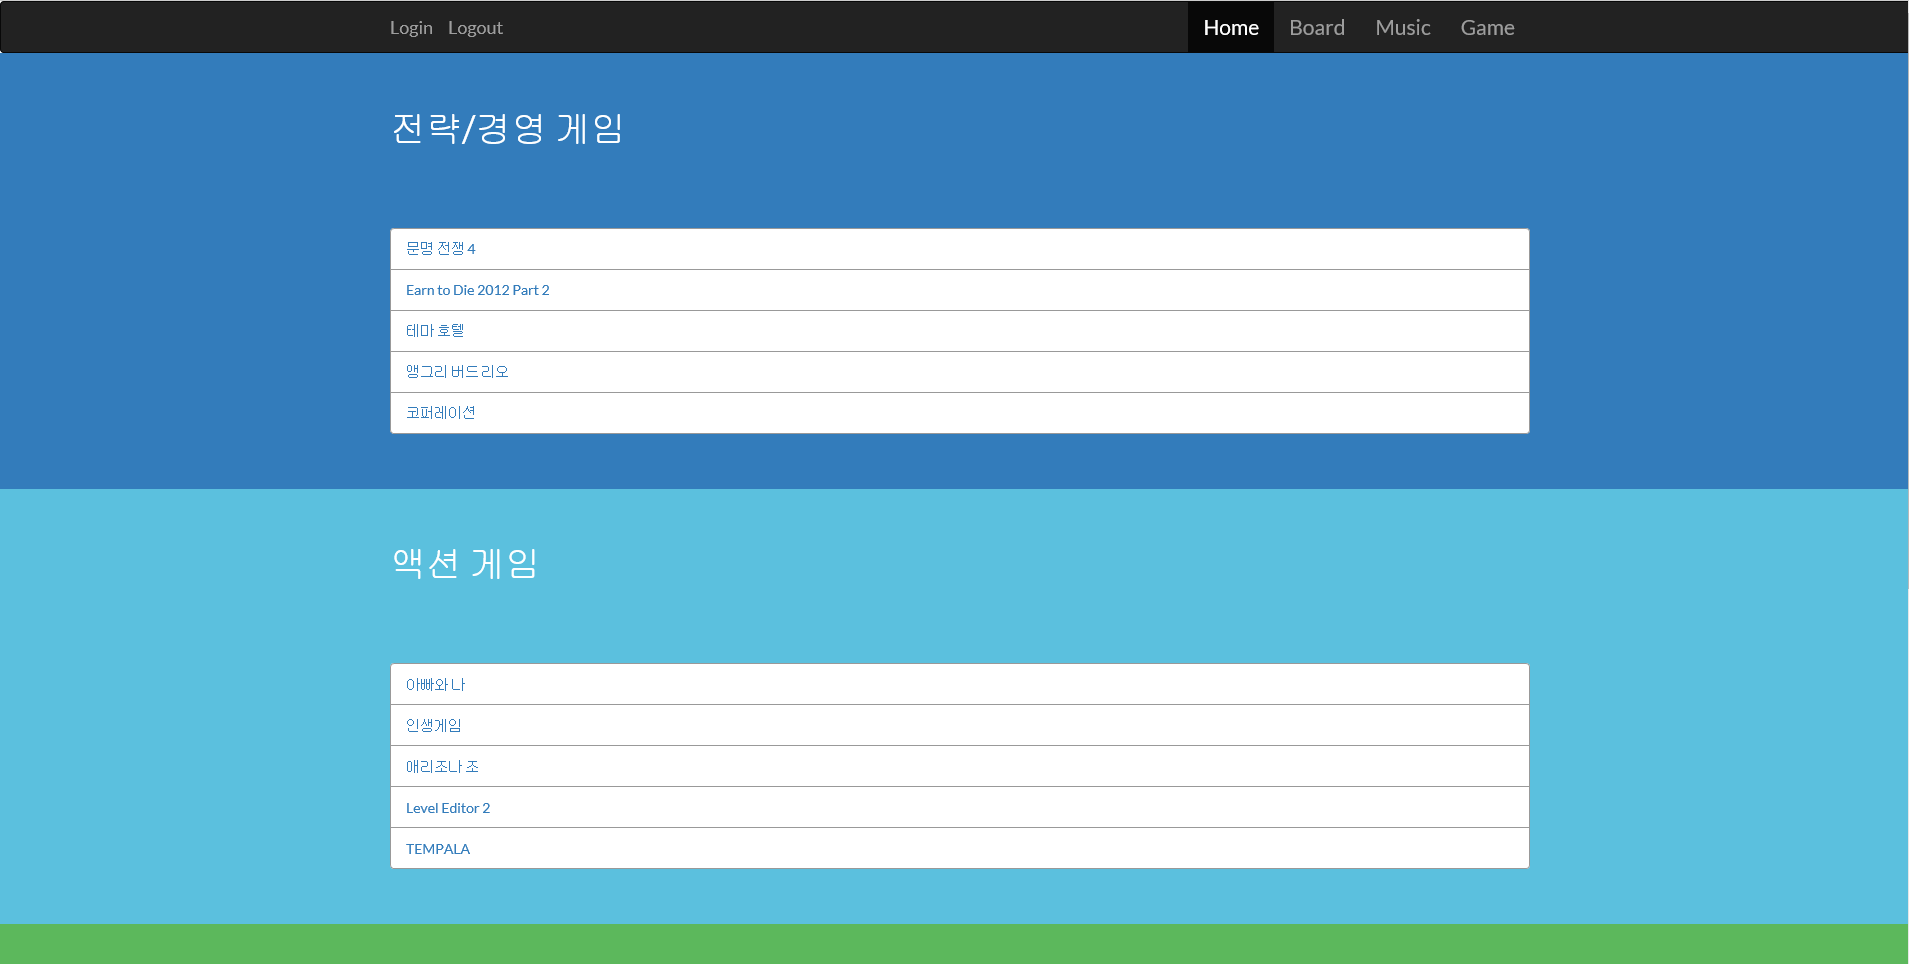 Login Logout Home Board Music Game
전략/경영 게임
문명 전쟁 4
Earn to Die 2012 Part 2
테마 호텔
앵그리 버드리오
코퍼레이션
액션 게임
아빠와 나
인생게임
애리조나 조
Level Editor 2
TEMPALA